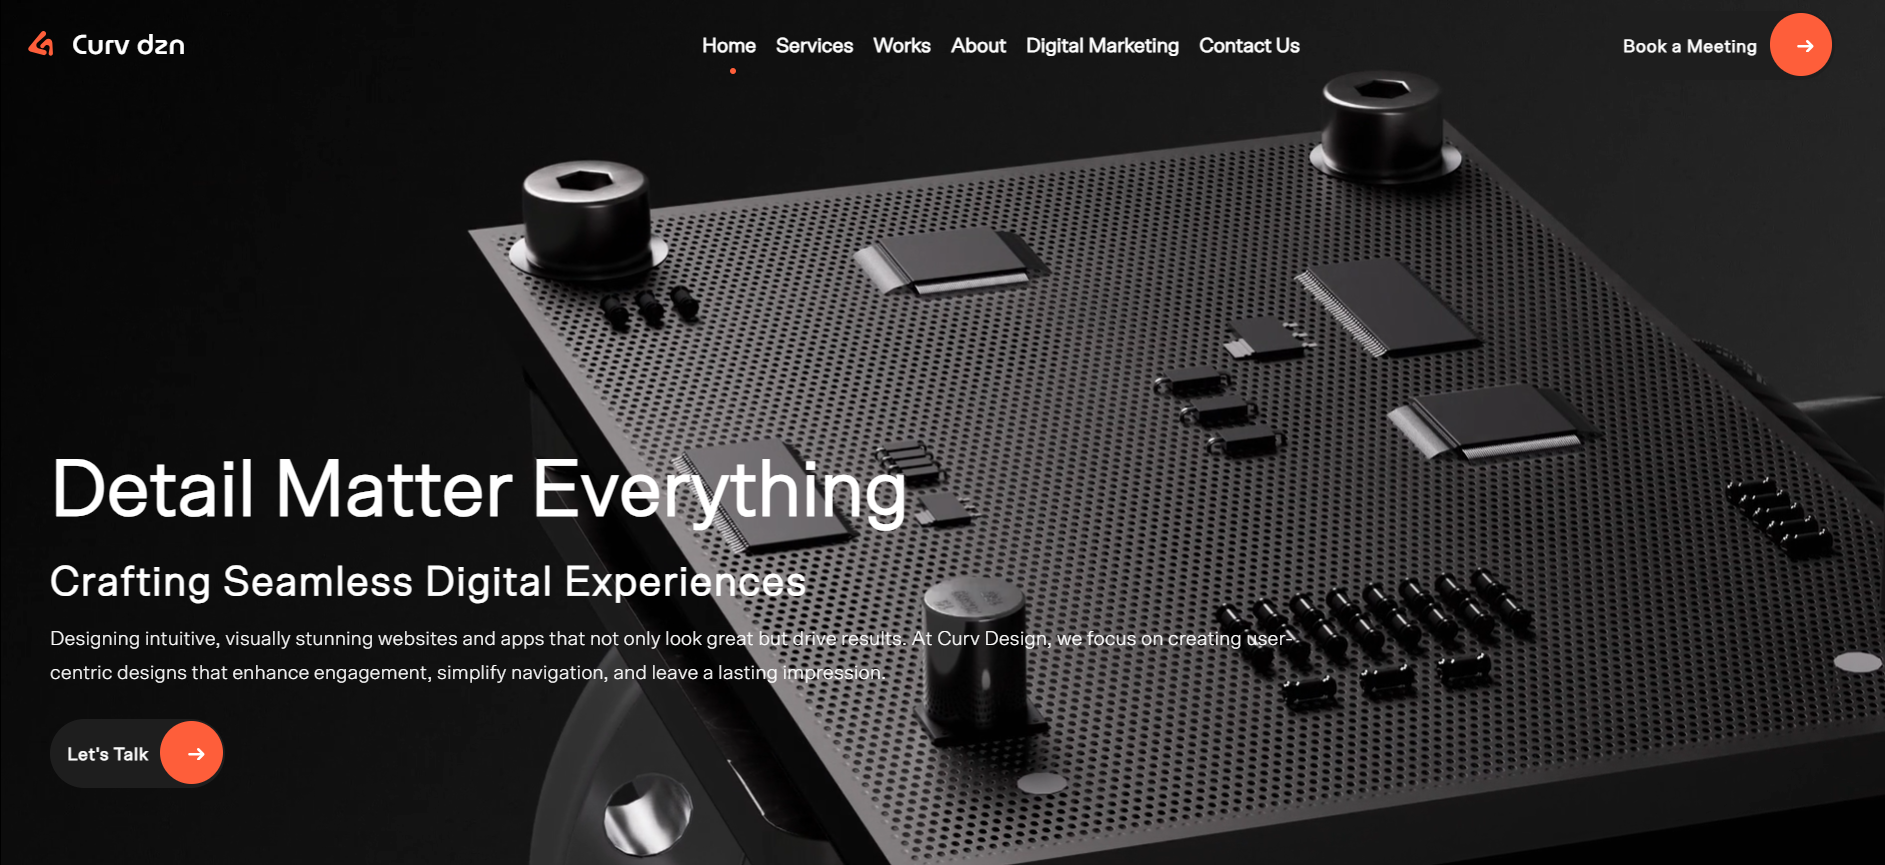 Curv dzn
Home Services Works About Digital Marketing Contact Us
Book a Meeting
Detail Matter Everything
Crafting Seamless Digital Experiences
Designing intuitive, visually stunning websites and apps that not only look great but drive results. At Curv Design, we focus on creating user-
centric designs that enhance engagement, simplify navigation, and leave a lasting impression.
Let's Talk